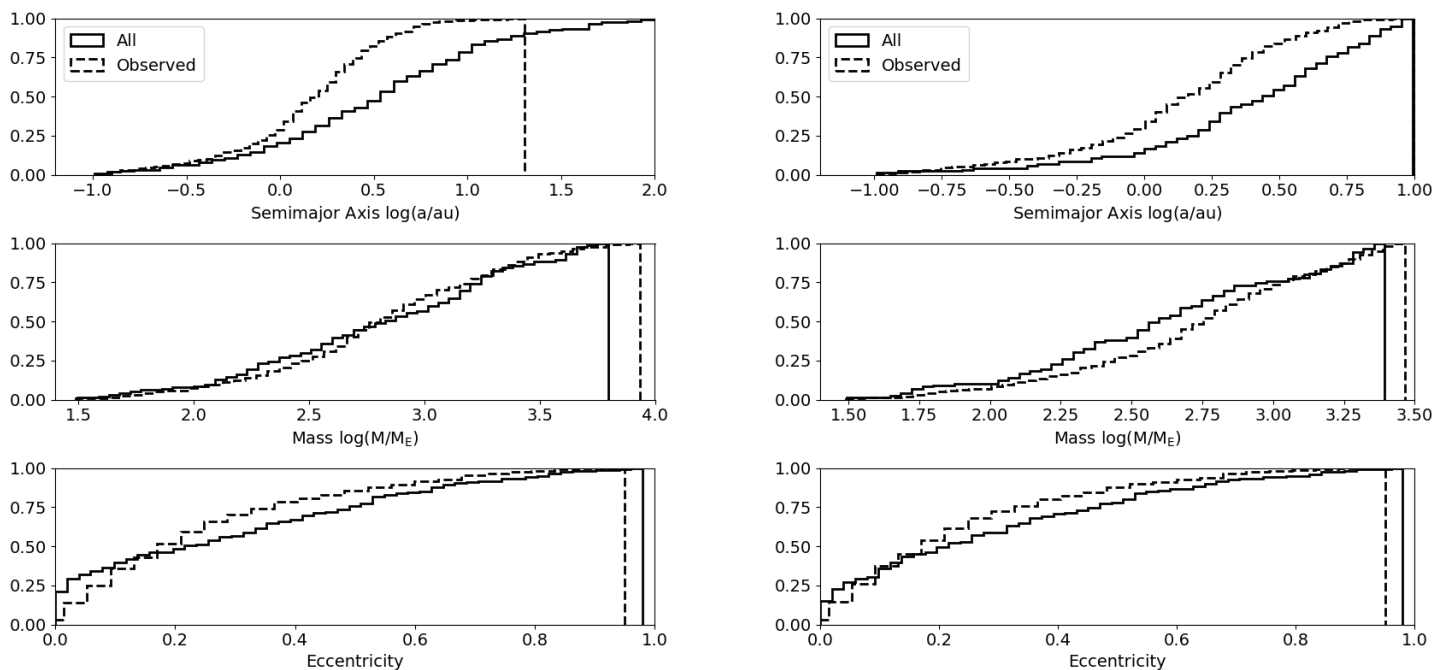 1.00
0.75
0.50
0.25
0.00
All
Observed
−1.0 −0.5 0.0 0.5 1.0 1.5 2.0
Semimajor Axis log(a/au)
1.00
0.75
0.50
0.25
0.00
All
Observed
−1.00 −0.75 −0.50 −0.25 0.00 0.25 0.50 0.75 1.00
Semimajor Axis log(a/au)
1.00
0.75
0.50
0.25
0.00
1.5 2.0 2.5 3.0 3.5 4.0
Mass log(M/M_E)
1.00
0.75
0.50
0.25
0.00
1.50 1.75 2.00 2.25 2.50 2.75 3.00 3.25 3.50
Mass log(M/M_E)
1.00
0.75
0.50
0.25
0.00
0.0 0.2 0.4 0.6 0.8 1.0
Eccentricity
1.00
0.75
0.50
0.25
0.00
0.0 0.2 0.4 0.6 0.8 1.0
Eccentricity